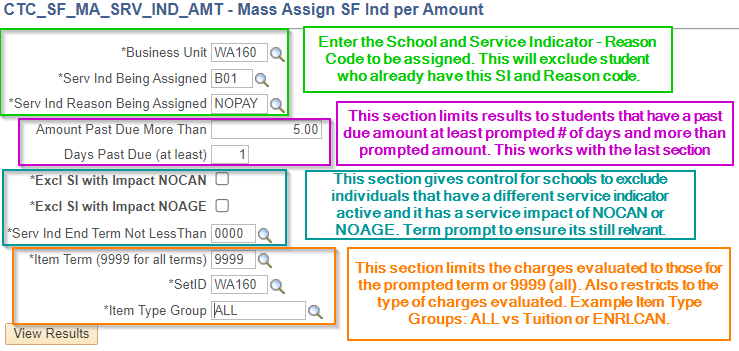 CTC_SF_MA_SRV_IND_AMT - Mass Assign SF Ind per Amount
*Business Unit WA160
*Serv Ind Being Assigned B01
*Serv Ind Reason Being Assigned NOPAY
Enter the School and Service Indicator - Reason
Code to be assigned. This will exclude student
who already have this SI and Reason code.
Amount Past Due More Than 5.00
Days Past Due (at least) 1
This section limits results to students that have a past
due amount at least prompted # of days and more than
prompted amount. This works with the last section
*Excl SI with Impact NOCAN
*Excl SI with Impact NOAGE
*Serv Ind End Term Not LessThan 0000
This section gives control for schools to exclude
individuals that have a different service indicator
active and it has a service impact of NOCAN or
NOAGE. Term prompt to ensure its still relvant.
*Item Term (9999 for all terms) 9999
*SetID WA160
*Item Type Group ALL
This section limits the charges evaluated to those for
the prompted term or 9999 (all). Also restricts to the
type of charges evaluated. Example Item Type
Groups: ALL vs Tuition or ENRLCAN.
View Results